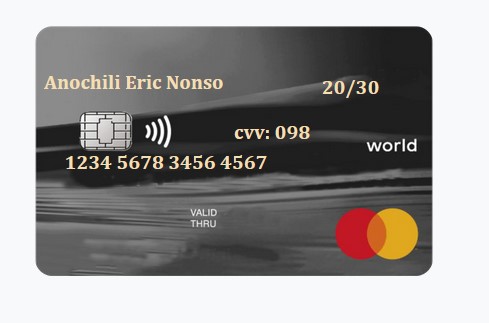 Anochili Eric Nonso
20/30
cvv: 098
world
1234 5678 3456 4567
VALID
THRU